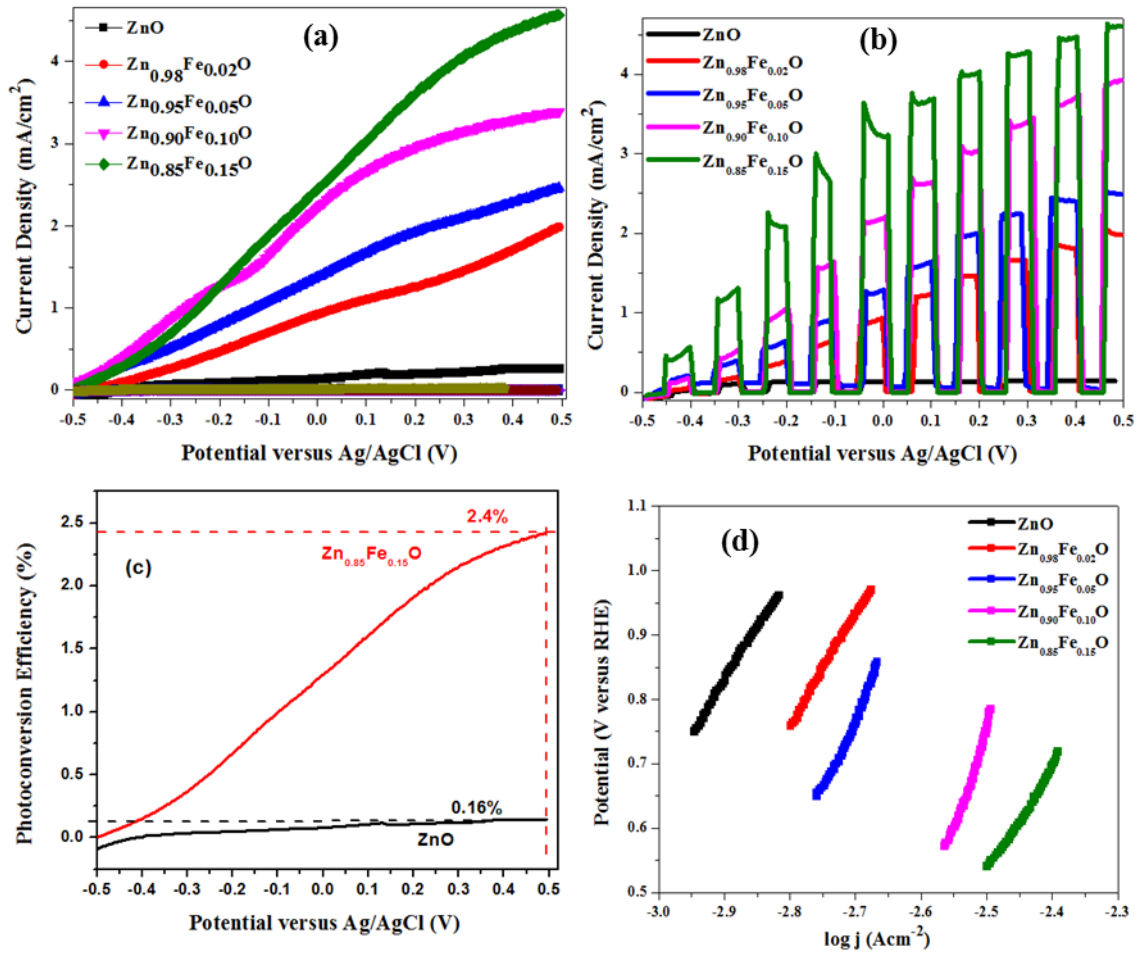 (a)
ZnO
Zn0.98Fe0.02O
Zn0.95Fe0.05O
Zn0.90Fe0.10O
Zn0.85Fe0.15O
Current Density (mA/cm2)
4
3
2
1
0
-0.5 -0.4 -0.3 -0.2 -0.1 0.0 0.1 0.2 0.3 0.4 0.5
Potential versus Ag/AgCl (V)
(b)
ZnO
Zn0.98Fe0.02O
Zn0.95Fe0.05O
Zn0.90Fe0.10O
Zn0.85Fe0.15O
Current Density (mA/cm2)
4
3
2
1
0
-0.5 -0.4 -0.3 -0.2 -0.1 0.0 0.1 0.2 0.3 0.4 0.5
Potential versus Ag/AgCl (V)
(c)
2.4%
Zn0.85Fe0.15O
0.16%
ZnO
Photoconversion Efficiency (%)
2.5
2.0
1.5
1.0
0.5
0.0
-0.5 -0.4 -0.3 -0.2 -0.1 0.0 0.1 0.2 0.3 0.4 0.5
Potential versus Ag/AgCl (V)
(d)
ZnO
Zn0.98Fe0.02O
Zn0.95Fe0.05O
Zn0.90Fe0.10O
Zn0.85Fe0.15O
Potential (V versus RHE)
1.1
1.0
0.9
0.8
0.7
0.6
0.5
-3.0 -2.9 -2.8 -2.7 -2.6 -2.5 -2.4 -2.3
log j (Acm-2)